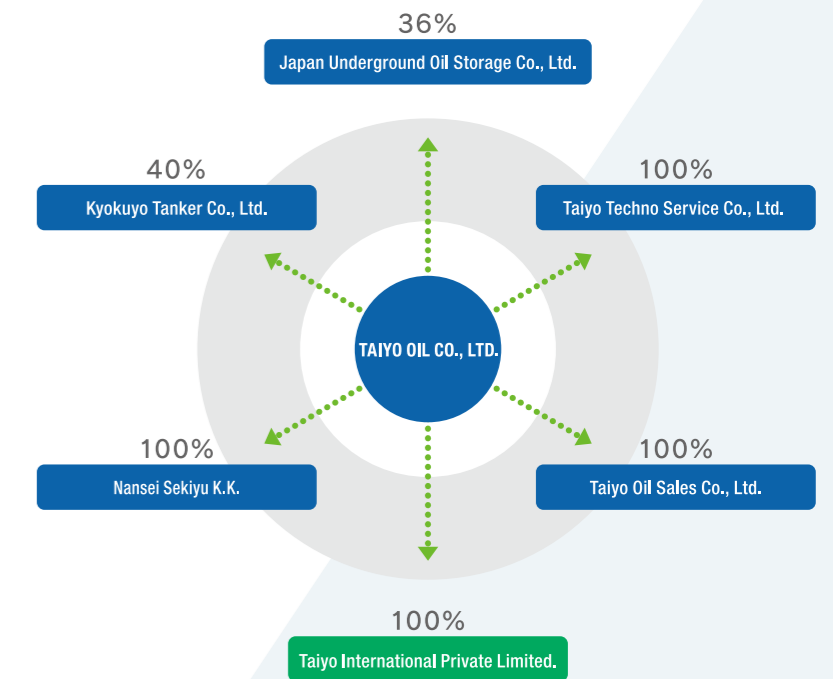 36%
Japan Underground Oil Storage Co., Ltd.
40%
Kyokuyo Tanker Co., Ltd.
100%
Taiyo Techno Service Co., Ltd.
TAIYO OIL CO., LTD.
100%
Nansei Sekiyu K.K.
100%
Taiyo Oil Sales Co., Ltd.
100%
Taiyo International Private Limited.